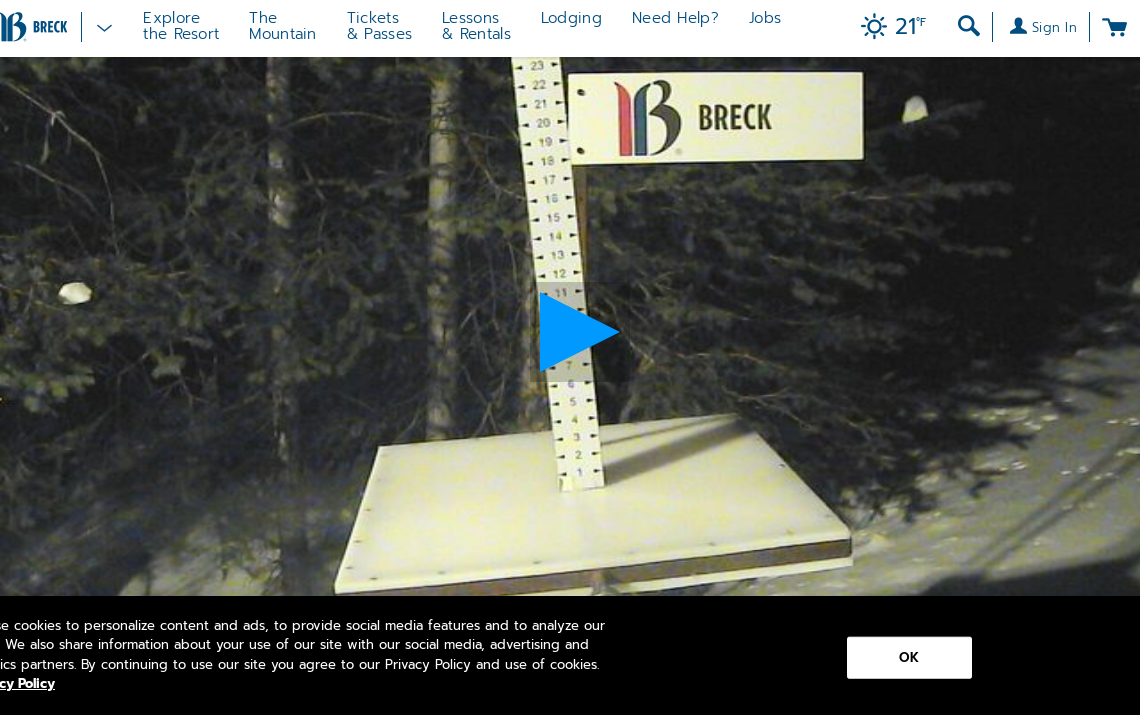 BRECK
Explore
the Resort
The
Mountain
Tickets
& Passes
Lessons
& Rentals
Lodging
Need Help?
Jobs
21°F
Sign In
23
22
21
20
19
18
17
16
15
14
13
12
11
7
6
5
4
3
2
1
BRECK
se cookies to personalize content and ads, to provide social media features and to analyze our
We also share information about your use of our site with our social media, advertising and
ics partners. By continuing to use our site you agree to our Privacy Policy and use of cookies.
cy Policy
OK